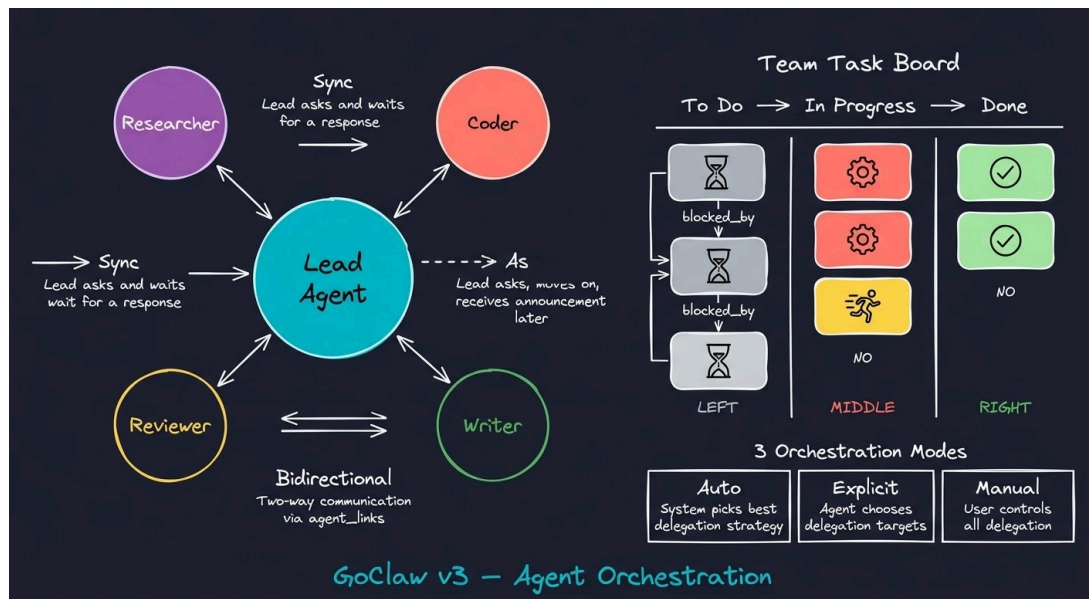 Researcher
Sync
Lead asks and waits
for a response
Coder
Sync
Lead asks and waits
wait for a response
Lead
Agent
As
Lead asks, moves on,
receives announcement
later
Reviewer
Bidirectional
Two-way communication
via agent_links
Writer
Team Task Board
To Do
In Progress
Done
blocked_by
blocked_by
NO
NO
LEFT
MIDDLE
RIGHT
3 Orchestration Modes
Auto
System picks best
delegation strategy
Explicit
Agent chooses
delegation targets
Manual
User controls
all delegation
GoClaw v3 — Agent Orchestration